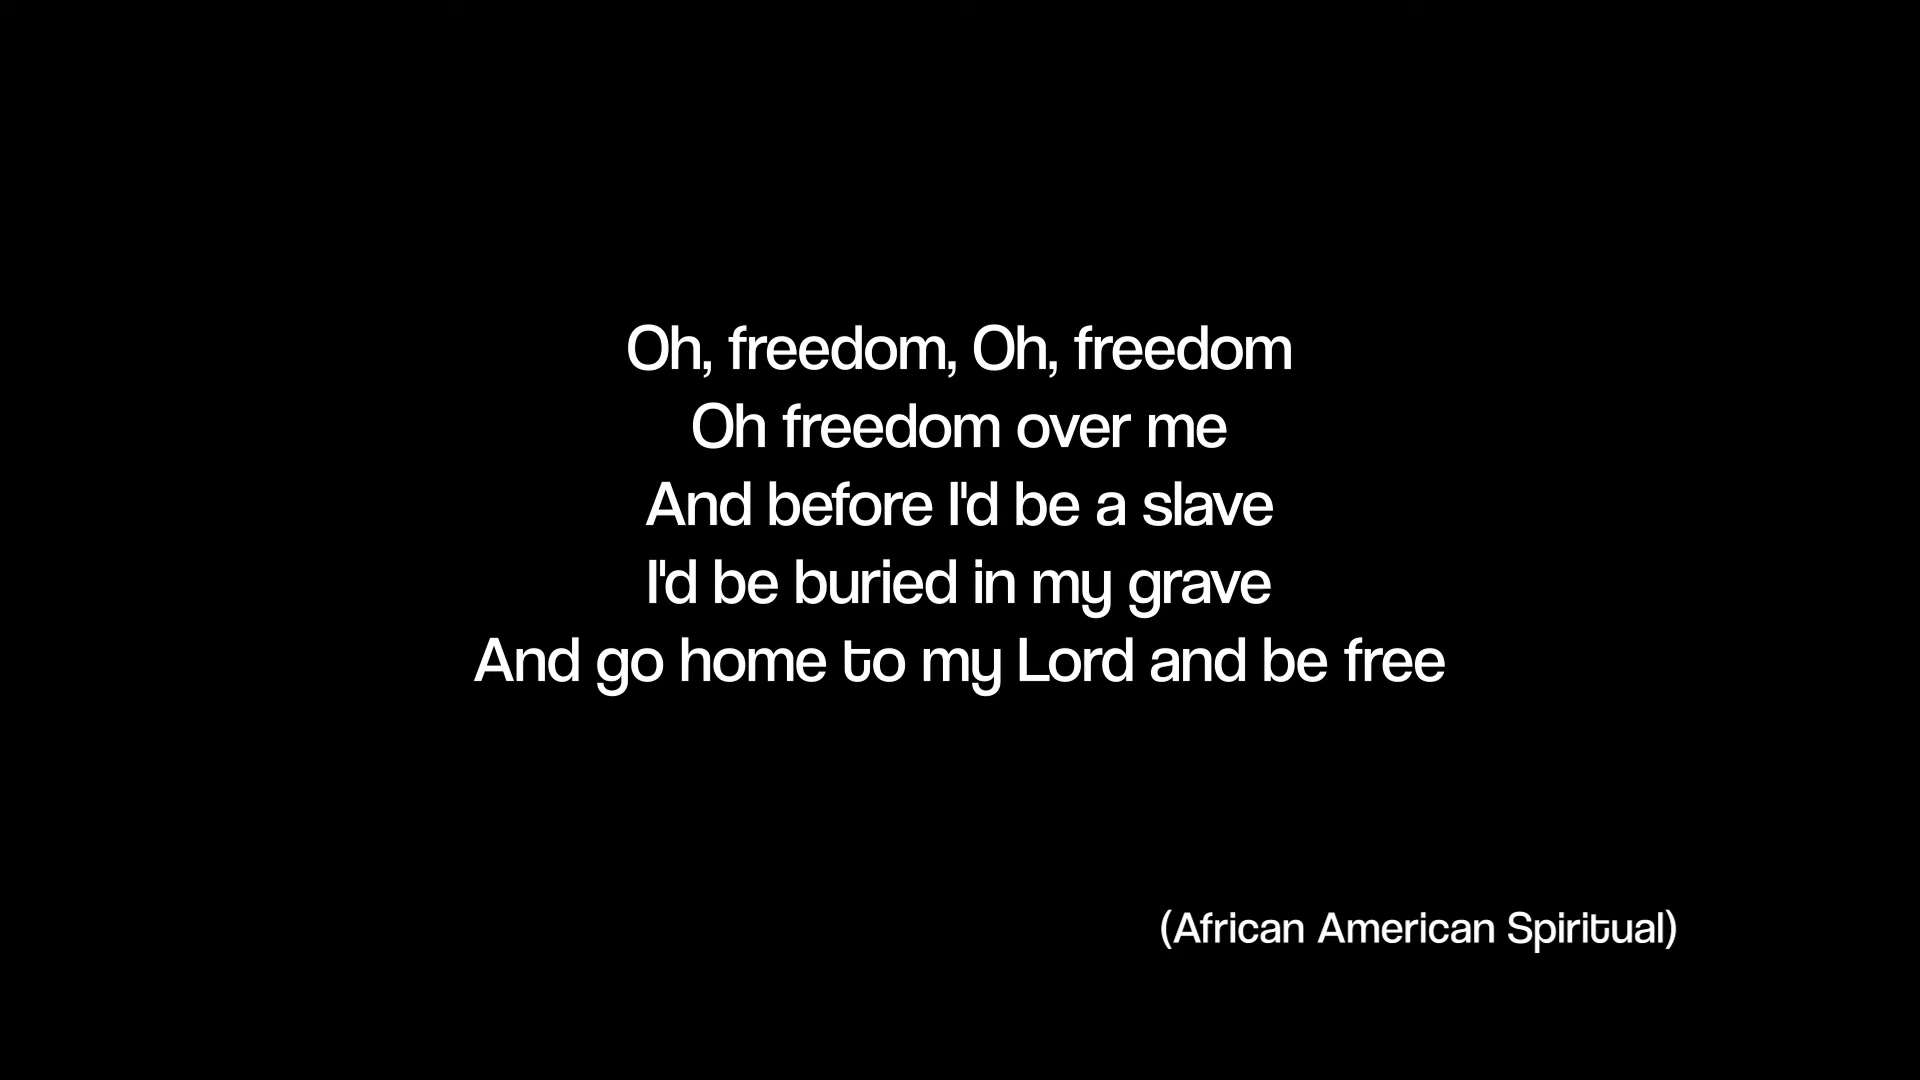 Oh, freedom, Oh, freedom
Oh freedom over me
And before I'd be a slave
I'd be buried in my grave
And go home to my Lord and be free
(African American Spiritual)